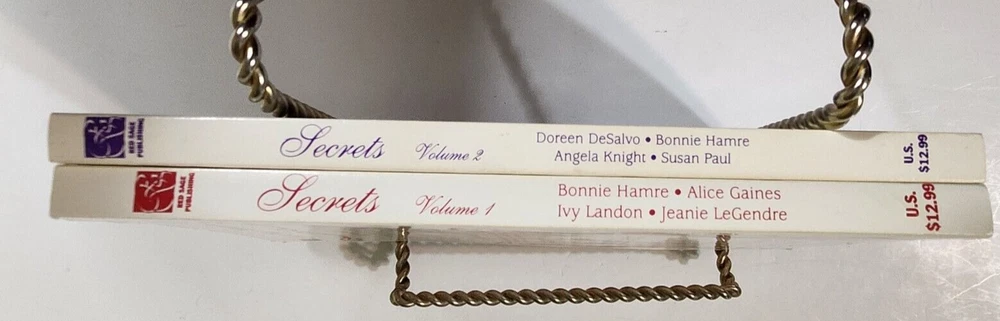 RED SAGE
PUBLISHING
Secrets
Volume 2
Doreen DeSalvo • Bonnie Hamre
Angela Knight • Susan Paul
U.S.
$12.99
RED SAGE
PUBLISHING
Secrets
Volume 1
Bonnie Hamre • Alice Gaines
Ivy Landon • Jeanie LeGendre
U.S.
$12.99